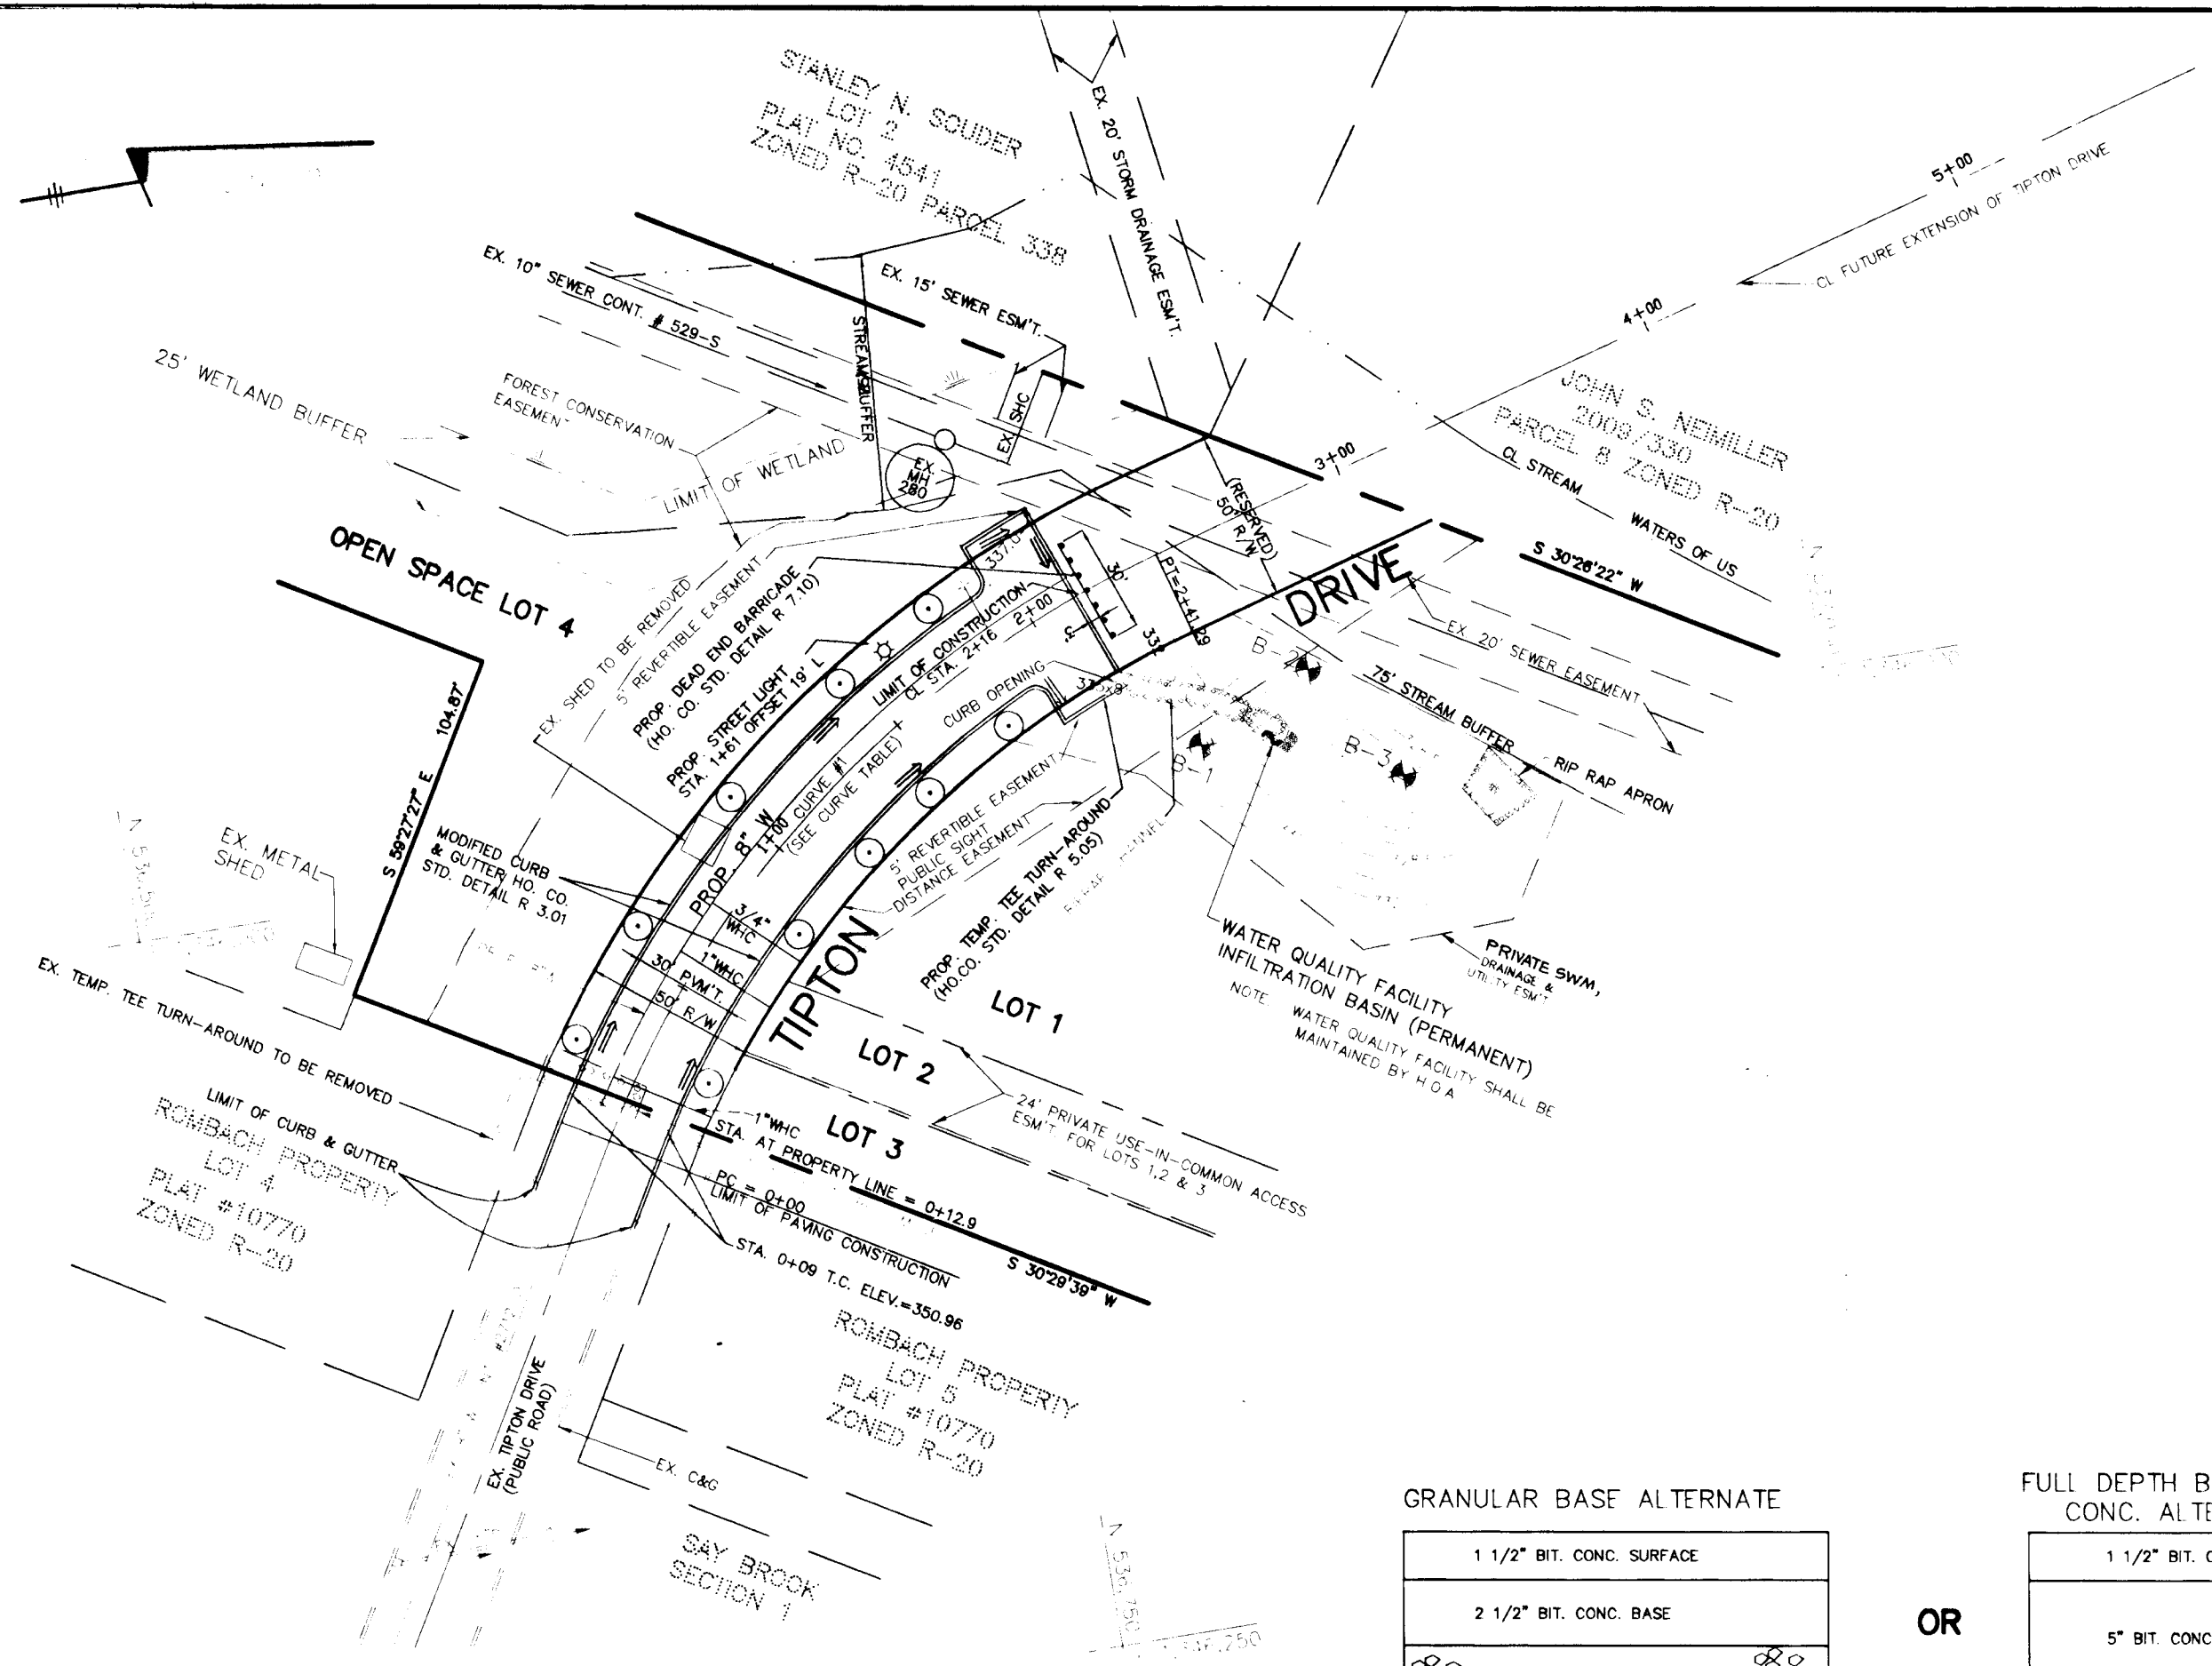 STANLEY N. SOUDER
LOT 2
PLAT NO. 4541
ZONED R-20 PARCEL 338
EX. 20' STORM DRAINAGE ESM'T.
5+00
CL FUTURE EXTENSION OF TIPTON DRIVE
4+00
EX. 10" SEWER CONT. # 529-S
EX. 15' SEWER ESM'T.
STREAM BUFFER
25' WETLAND BUFFER
FOREST CONSERVATION
LIMIT OF WETLAND
EX. SHC
EX.
MH
280
JOHN S. NEIMILLER
2009/330
PARCEL 8 ZONED R-20
3+00
CL STREAM
WATERS OF US
(RESERVED)
50' R/W
S 30°26'22" W
OPEN SPACE LOT 4
EX. SHED TO BE REMOVED
5' REVERTIBLE EASEMENT
PROP. DEAD END BARRICADE
(HO. CO. STD. DETAIL R 7.10)
PROP. STREET LIGHT
STA. 1+61 OFFSET 19' L
LIMIT OF CONSTRUCTION
CL STA. 2+16
2+00
30'
PT=2+41.29
DRIVE
CURB OPENING
EX. 20' SEWER EASEMENT
75' STREAM BUFFER
RIP RAP APRON
B-2
B-1
B-3
S 59°27'27" E
104.87'
EX. METAL
SHED
MODIFIED CURB
& GUTTER HO. CO.
STD. DETAIL R 3.01
PROP. 8" W
1+00 CURVE #1
(SEE CURVE TABLE)
3/4"
WHC
1"WHC
30' PVM'T.
50' R/W
TIPTON
5' REVERTIBLE EASEMENT
PUBLIC SIGHT
DISTANCE EASEMENT
PROP. TEMP. TEE TURN-AROUND
(HO.CO. STD. DETAIL R 5.05)
WATER QUALITY FACILITY
INFILTRATION BASIN (PERMANENT)
NOTE: WATER QUALITY FACILITY SHALL BE
MAINTAINED BY H O A
PRIVATE SWM,
DRAINAGE &
UTILITY ESM'T
LOT 1
LOT 2
LOT 3
24' PRIVATE USE-IN-COMMON ACCESS
ESM'T. FOR LOTS 1,2 & 3
EX. TEMP. TEE TURN-AROUND TO BE REMOVED
LIMIT OF CURB & GUTTER
ROMBACH PROPERTY
LOT 4
PLAT #10770
ZONED R-20
1"WHC
STA. AT PROPERTY LINE = 0+12.9
PC = 0+00
LIMIT OF PAVING CONSTRUCTION
STA. 0+09 T.C. ELEV.=350.96
S 30°29'39" W
ROMBACH PROPERTY
LOT 5
PLAT #10770
ZONED R-20
EX. TIPTON DRIVE
(PUBLIC ROAD)
EX. C&G
SAY BROOK
SECTION 1
GRANULAR BASE ALTERNATE
1 1/2" BIT. CONC. SURFACE
2 1/2" BIT. CONC. BASE
OR
FULL DEPTH B
CONC. ALTE
1 1/2" BIT. C
5" BIT. CONC